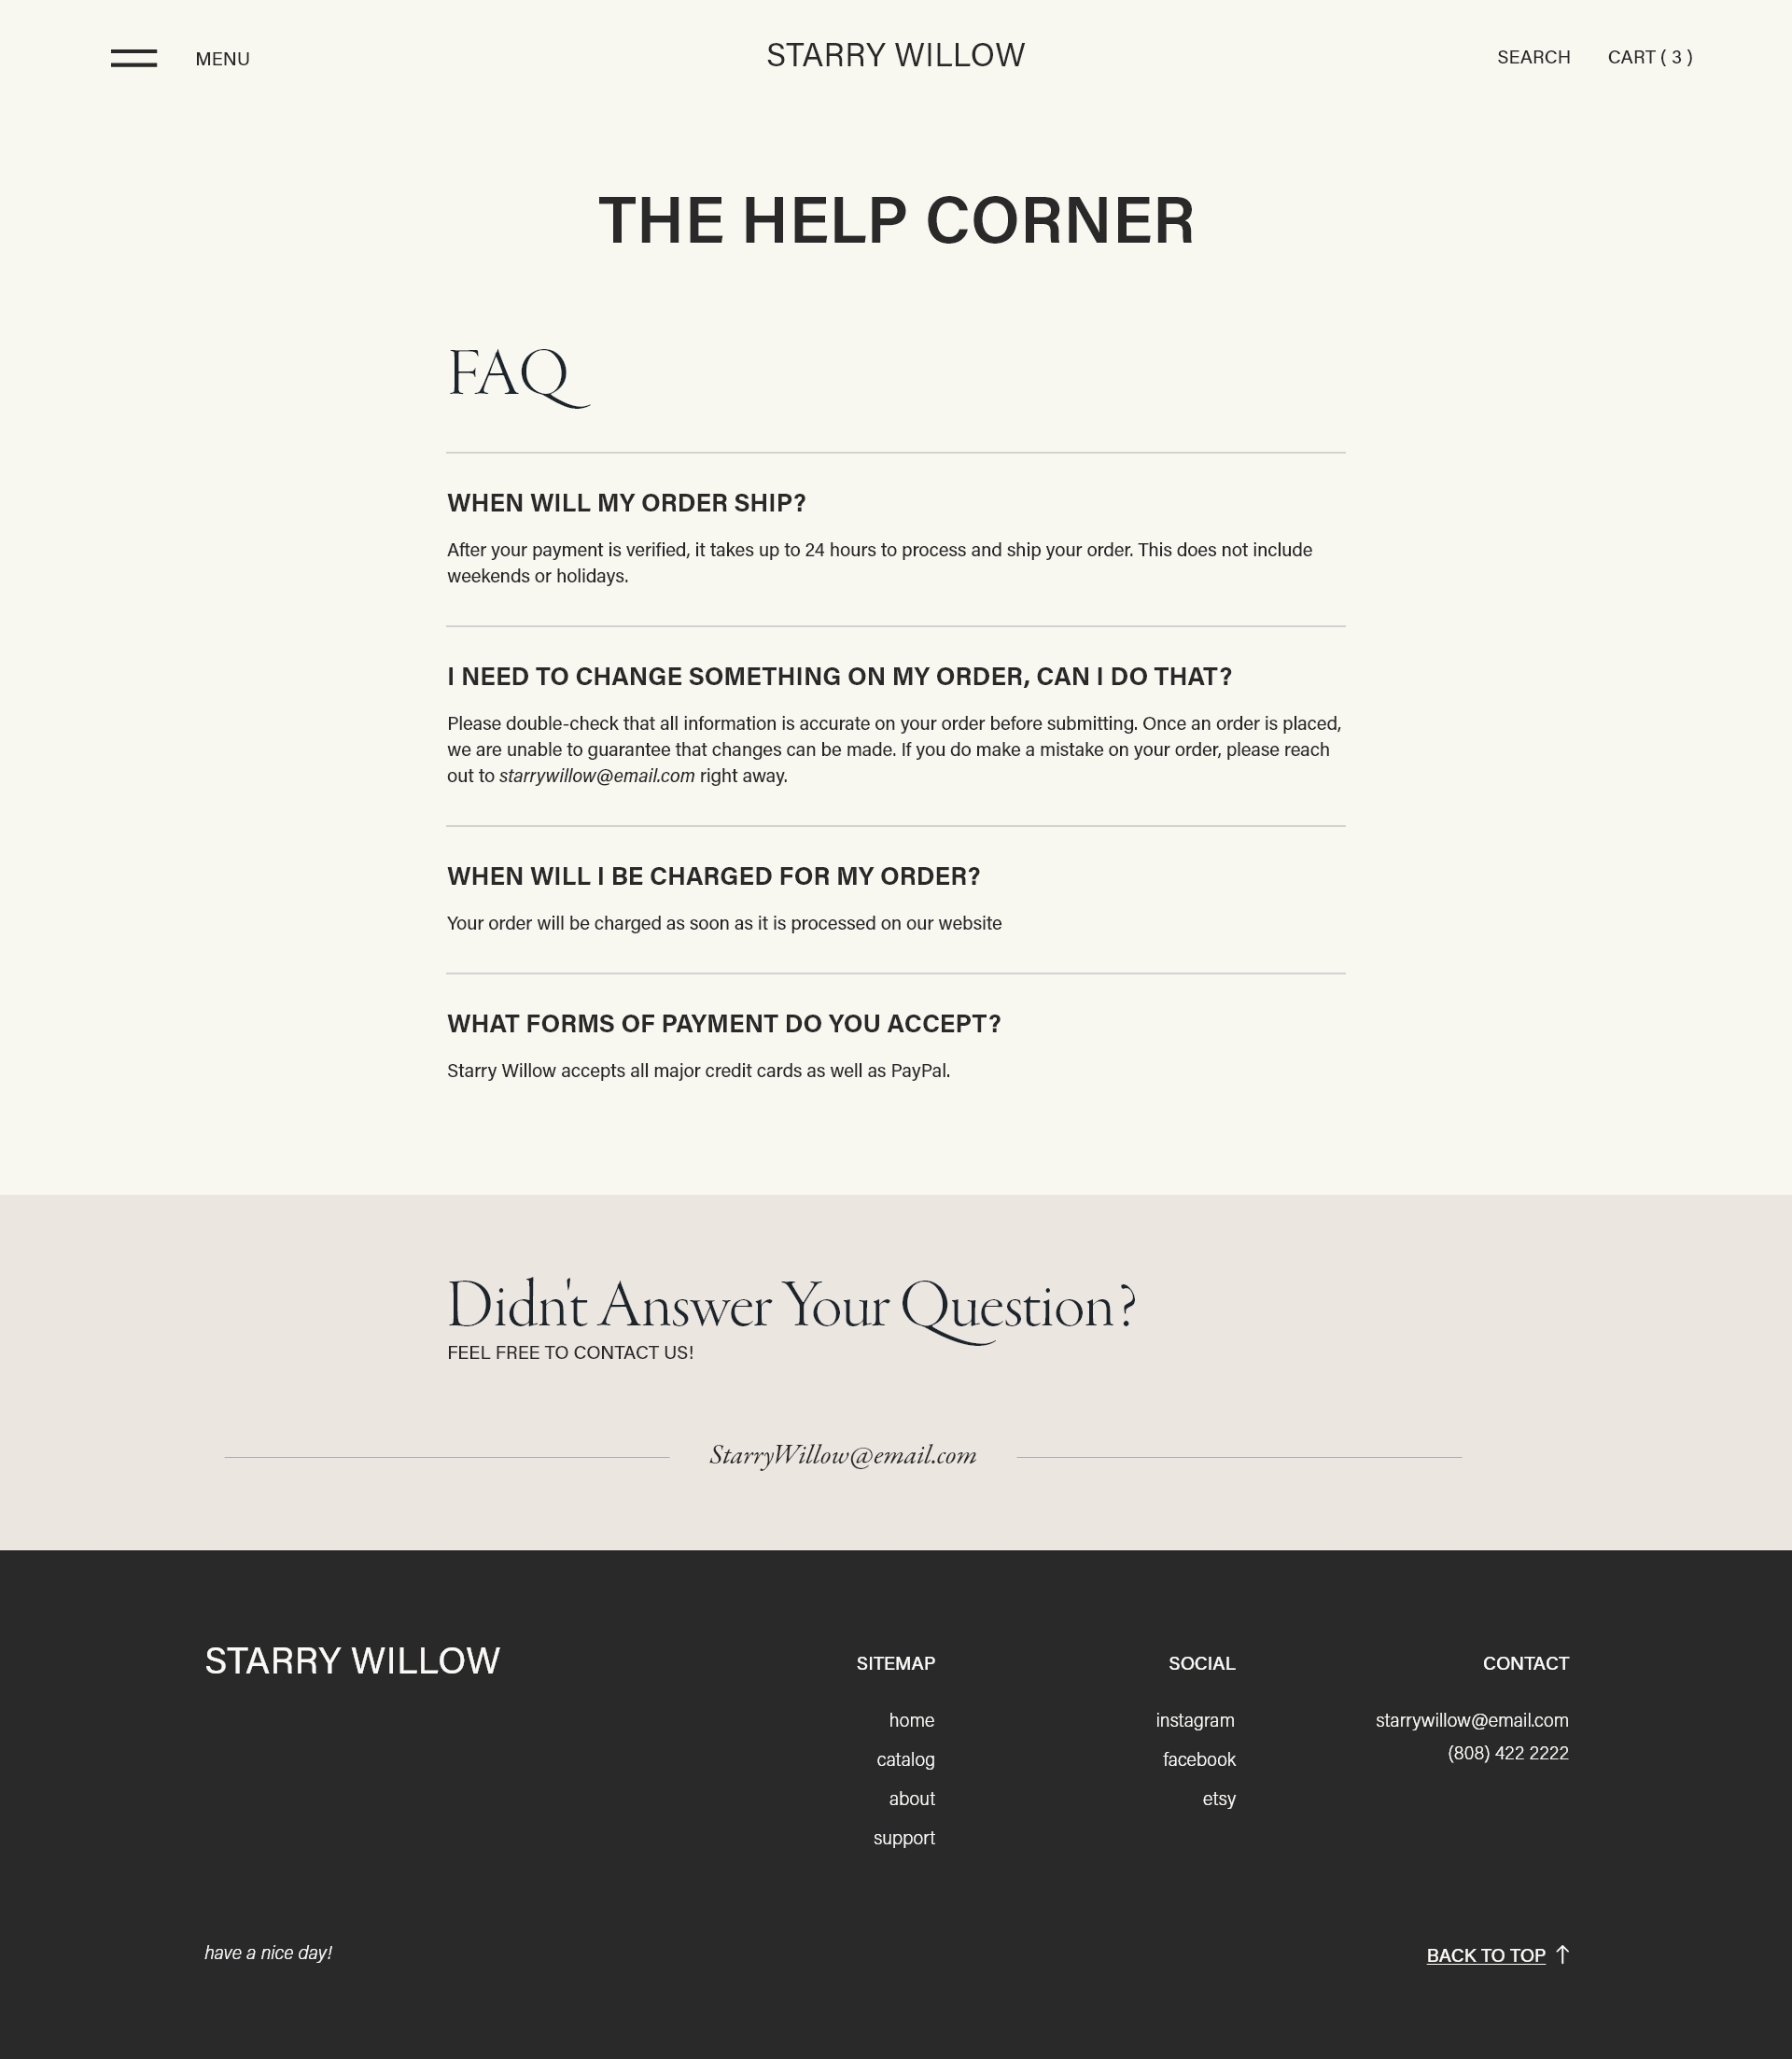 MENU
STARRY WILLOW
SEARCH
CART ( 3 )
THE HELP CORNER
FAQ
WHEN WILL MY ORDER SHIP?
After your payment is verified, it takes up to 24 hours to process and ship your order. This does not include
weekends or holidays.
I NEED TO CHANGE SOMETHING ON MY ORDER, CAN I DO THAT?
Please double-check that all information is accurate on your order before submitting. Once an order is placed,
we are unable to guarantee that changes can be made. If you do make a mistake on your order, please reach
out to starrywillow@email.com right away.
WHEN WILL I BE CHARGED FOR MY ORDER?
Your order will be charged as soon as it is processed on our website
WHAT FORMS OF PAYMENT DO YOU ACCEPT?
Starry Willow accepts all major credit cards as well as PayPal.
Didn't Answer Your Question?
FEEL FREE TO CONTACT US!
StarryWillow@email.com
STARRY WILLOW
SITEMAP
home
catalog
about
support
SOCIAL
instagram
facebook
etsy
CONTACT
starrywillow@email.com
(808) 422 2222
have a nice day!
BACK TO TOP ↑